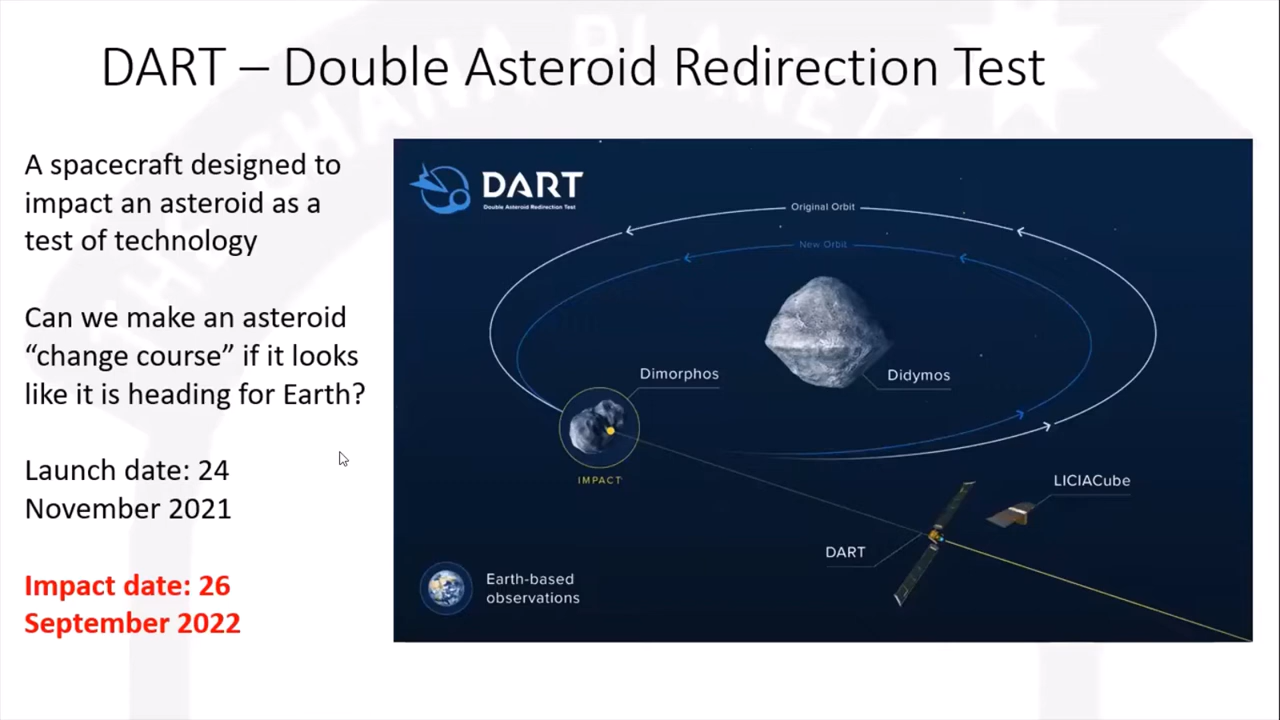 DART – Double Asteroid Redirection Test
A spacecraft designed to
impact an asteroid as a
test of technology
Can we make an asteroid
“change course” if it looks
like it is heading for Earth?
Launch date: 24
November 2021
Impact date: 26
September 2022
DART
Double Asteroid Redirection Test
Original Orbit
New Orbit
Dimorphos
Didymos
IMPACT
LICIACube
DART
Earth-based
observations
THE GHANA PLANETA